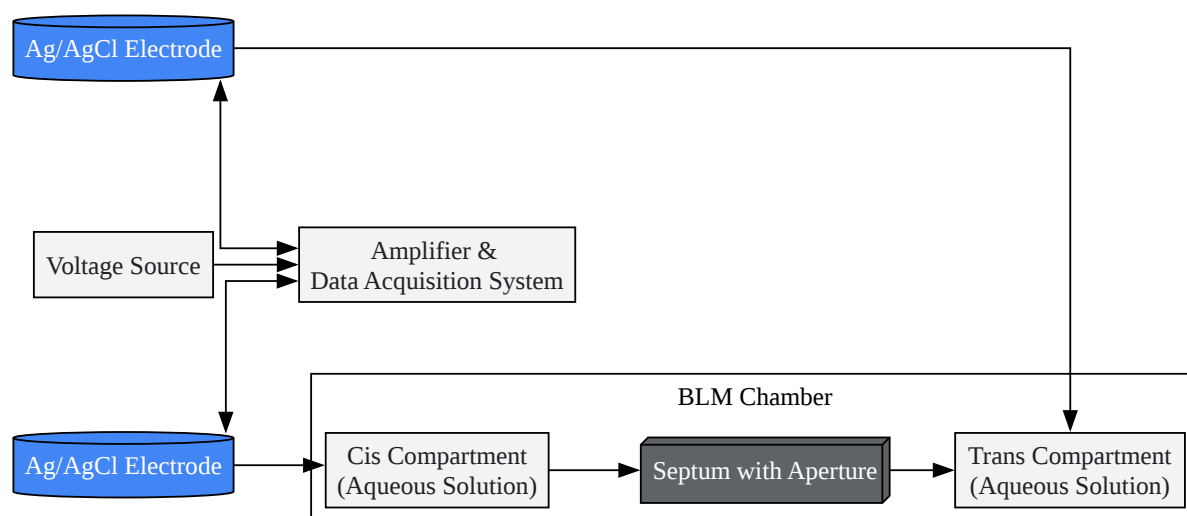 Ag/AgCl Electrode
Voltage Source
Amplifier &
Data Acquisition System
BLM Chamber
Ag/AgCl Electrode
Cis Compartment
(Aqueous Solution)
Septum with Aperture
Trans Compartment
(Aqueous Solution)